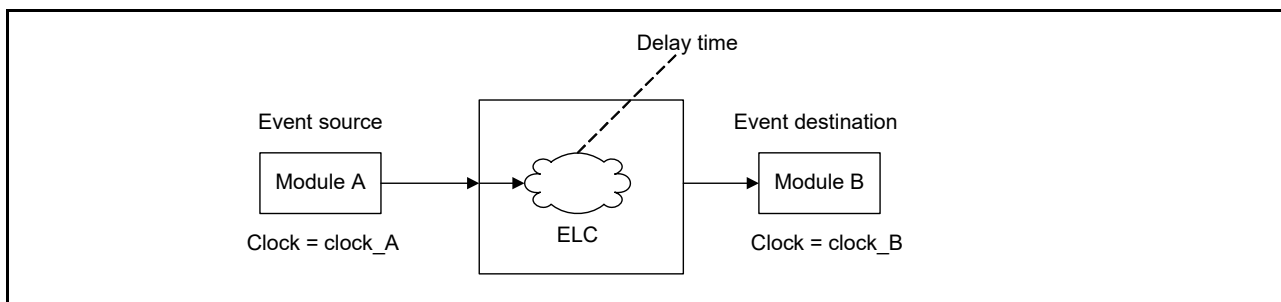 Delay time
Event source
Event destination
Module A
Module B
ELC
Clock = clock_A
Clock = clock_B